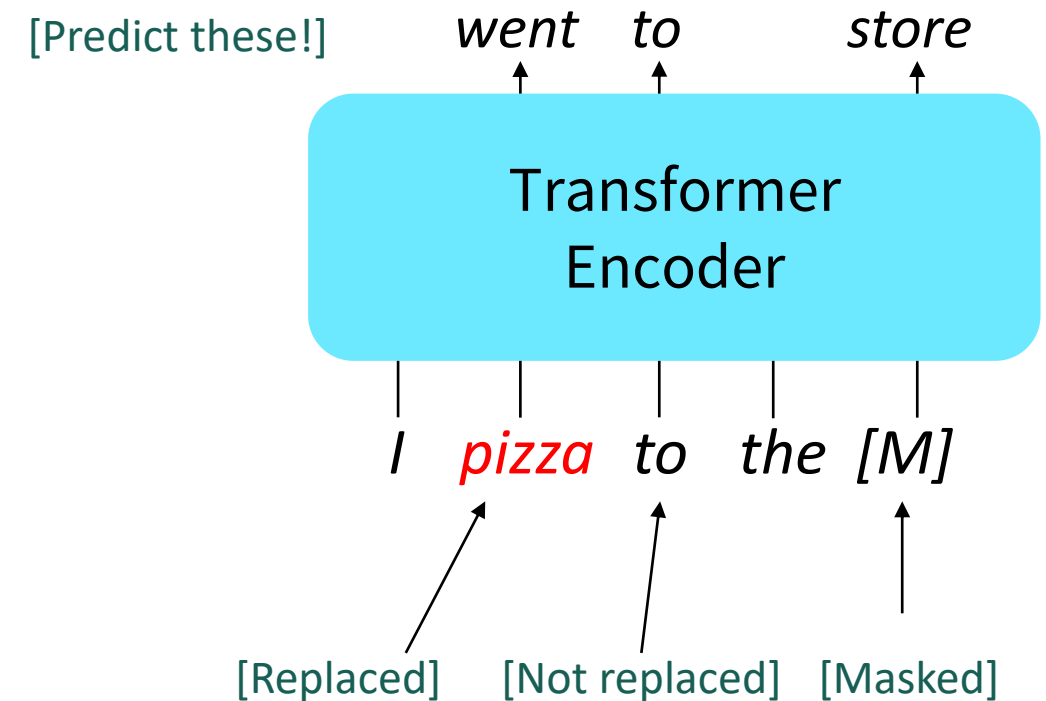 [Predict these!] went to store
Transformer
Encoder
I pizza to the [M]
[Replaced] [Not replaced] [Masked]